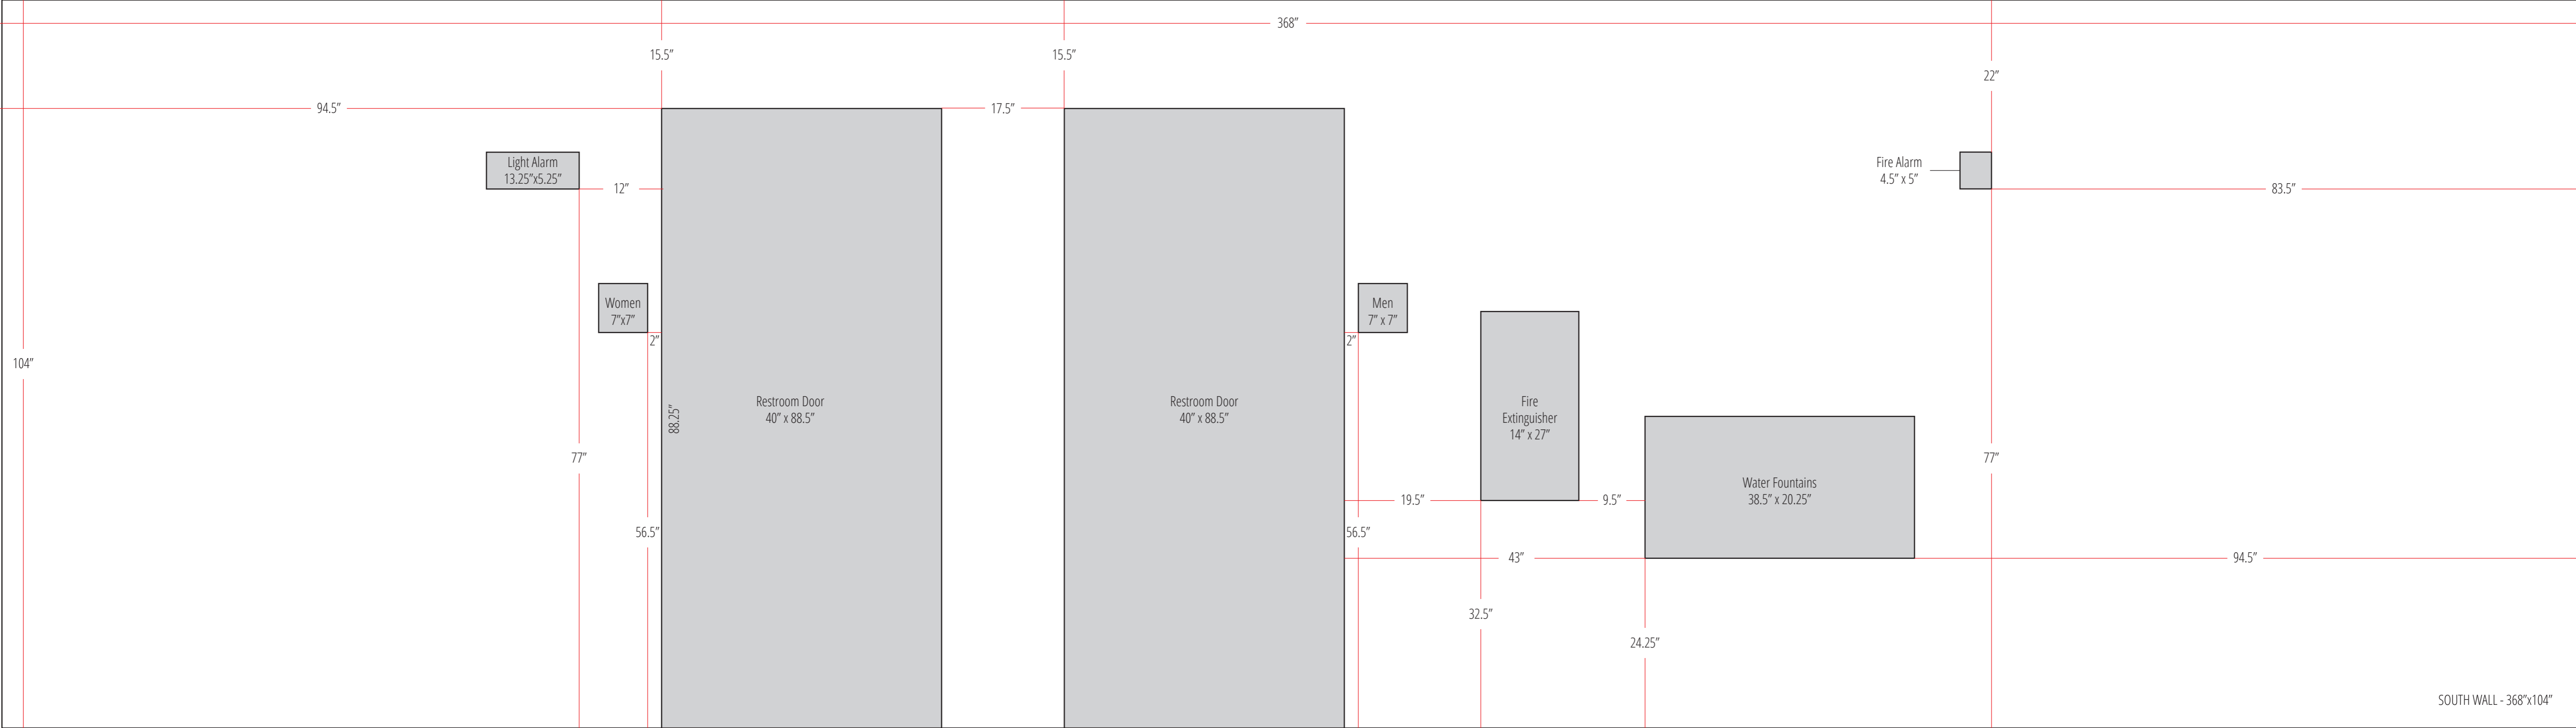 368”
15.5”
15.5”
22”
94.5”
17.5”
Light Alarm
13.25”x5.25”
12”
Fire Alarm
4.5” x 5”
83.5”
Women
7”x7”
2”
Men
7” x 7”
2”
104”
88.25”
Restroom Door
40” x 88.5”
Restroom Door
40” x 88.5”
Fire
Extinguisher
14” x 27”
77”
77”
Water Fountains
38.5” x 20.25”
19.5”
9.5”
56.5”
56.5”
43”
94.5”
32.5”
24.25”
SOUTH WALL - 368”x104”